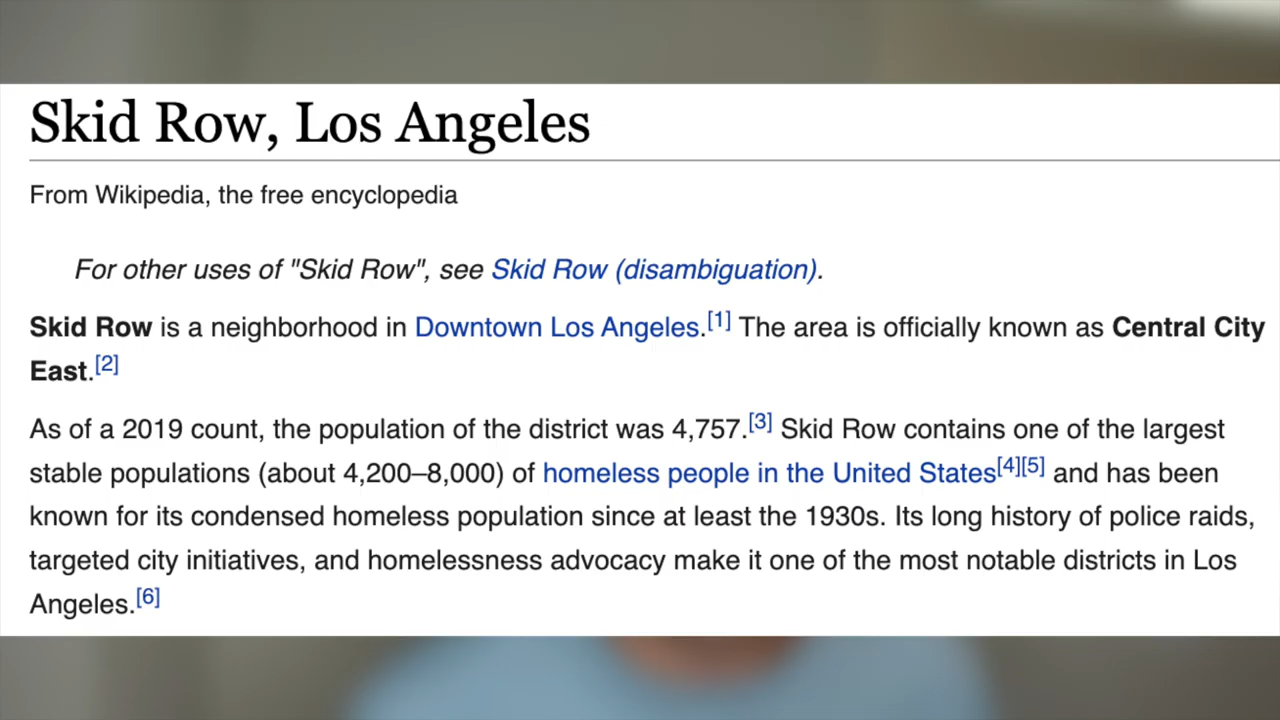 Skid Row, Los Angeles
From Wikipedia, the free encyclopedia
For other uses of "Skid Row", see Skid Row (disambiguation).
Skid Row is a neighborhood in Downtown Los Angeles.[1] The area is officially known as Central City
East.[2]
As of a 2019 count, the population of the district was 4,757.[3] Skid Row contains one of the largest
stable populations (about 4,200–8,000) of homeless people in the United States[4][5] and has been
known for its condensed homeless population since at least the 1930s. Its long history of police raids,
targeted city initiatives, and homelessness advocacy make it one of the most notable districts in Los
Angeles.[6]